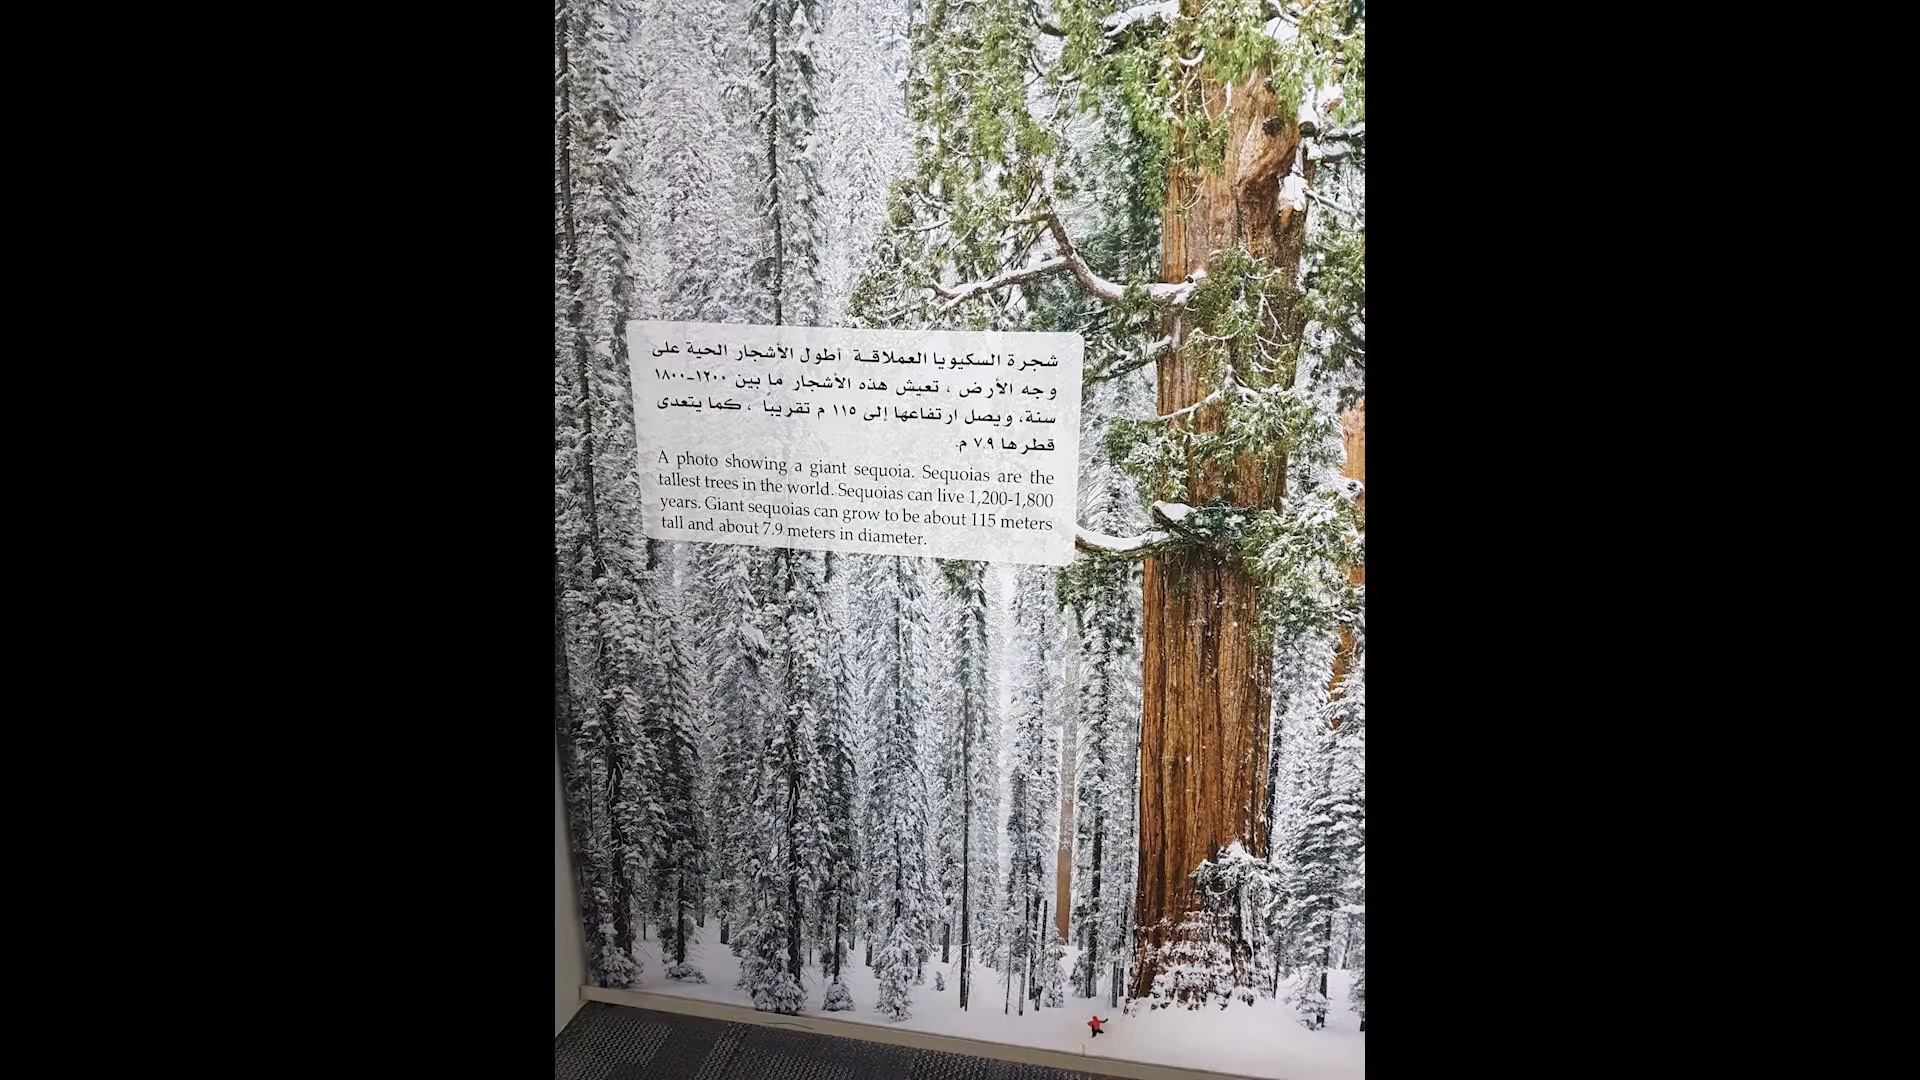 شجرة السكيويا العملاقة أطول الأشجار الحية على
وجه الأرض ، تعيش هذه الأشجار ما بين ١٢٠٠-١٨٠٠
سنة، ويصل ارتفاعها إلى ١١٥ م تقريباً ، كما يتعدى
قطرها ٧,٩ م.
A photo showing a giant sequoia. Sequoias are the
tallest trees in the world. Sequoias can live 1,200-1,800
years. Giant sequoias can grow to be about 115 meters
tall and about 7.9 meters in diameter.